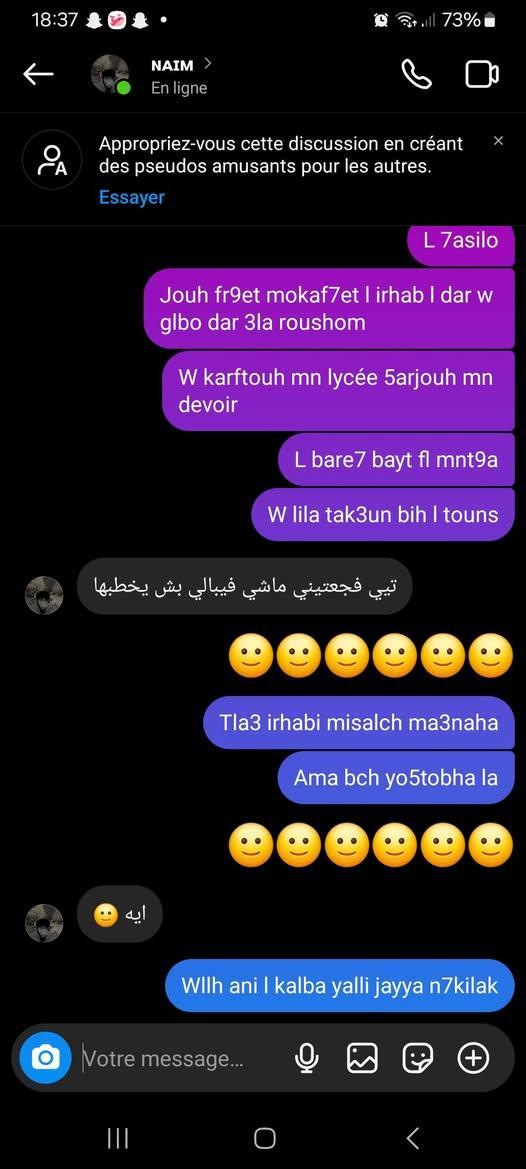 18:37
73%
NAIM
En ligne
Appropriez-vous cette discussion en créant
des pseudos amusants pour les autres.
Essayer
L 7asilo
Jouh fr9et mokaf7et l irhab l dar w
glbo dar 3la roushom
W karftouh mn lycée 5arjouh mn
devoir
L bare7 bayt fl mnt9a
W lila tak3un bih l touns
تيي فجعتيني ماشي فيبالي بش يخطبها
🙂🙂🙂🙂🙂🙂
Tla3 irhabi misalch ma3naha
Ama bch yo5tobha la
🙂🙂🙂🙂🙂🙂
ايه 🙂
Wllh ani l kalba yalli jayya n7kilak
Votre message...